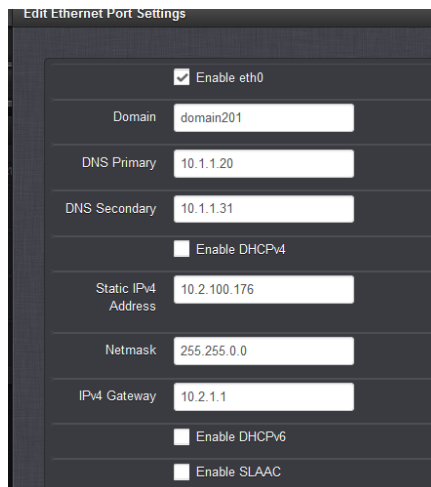 Edit Ethernet Port Settings
Enable eth0
Domain domain201
DNS Primary 10.1.1.20
DNS Secondary 10.1.1.31
Enable DHCPv4
Static IPv4 10.2.100.176
Address
Netmask 255.255.0.0
IPv4 Gateway 10.2.1.1
Enable DHCPv6
Enable SLAAC